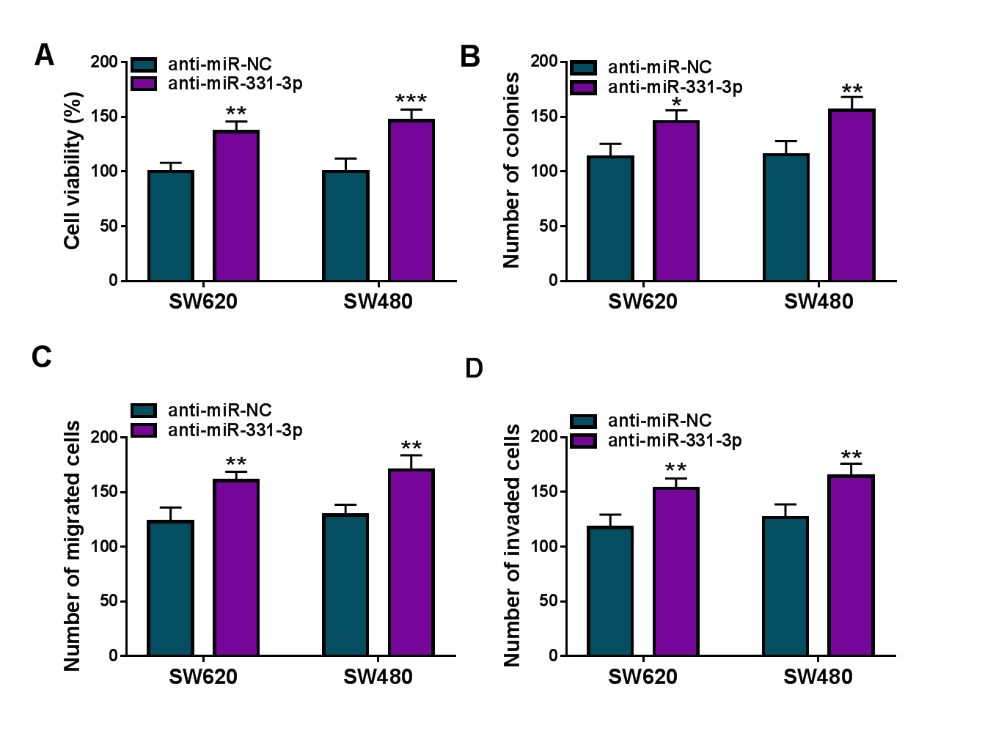 A
Cell viability (%)
200
150
100
50
0
anti-miR-NC
anti-miR-331-3p
**
***
SW620
SW480
B
Number of colonies
200
150
100
50
0
anti-miR-NC
anti-miR-331-3p
*
**
SW620
SW480
C
Number of migrated cells
200
150
100
50
0
anti-miR-NC
anti-miR-331-3p
**
**
SW620
SW480
D
Number of invaded cells
200
150
100
50
0
anti-miR-NC
anti-miR-331-3p
**
**
SW620
SW480